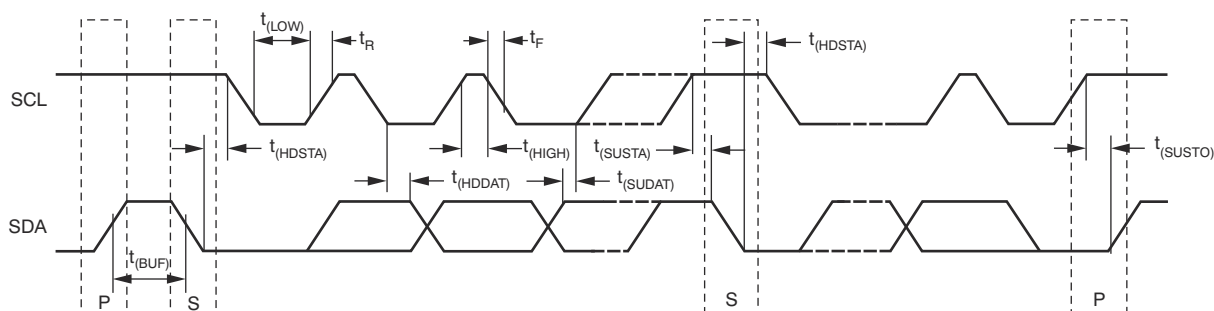 t(LOW)
tR
tF
t(HDSTA)
SCL
t(HDSTA)
t(HIGH)
t(SUSTA)
t(SUSTO)
t(HDDAT)
t(SUDAT)
SDA
t(BUF)
P
S
S
P